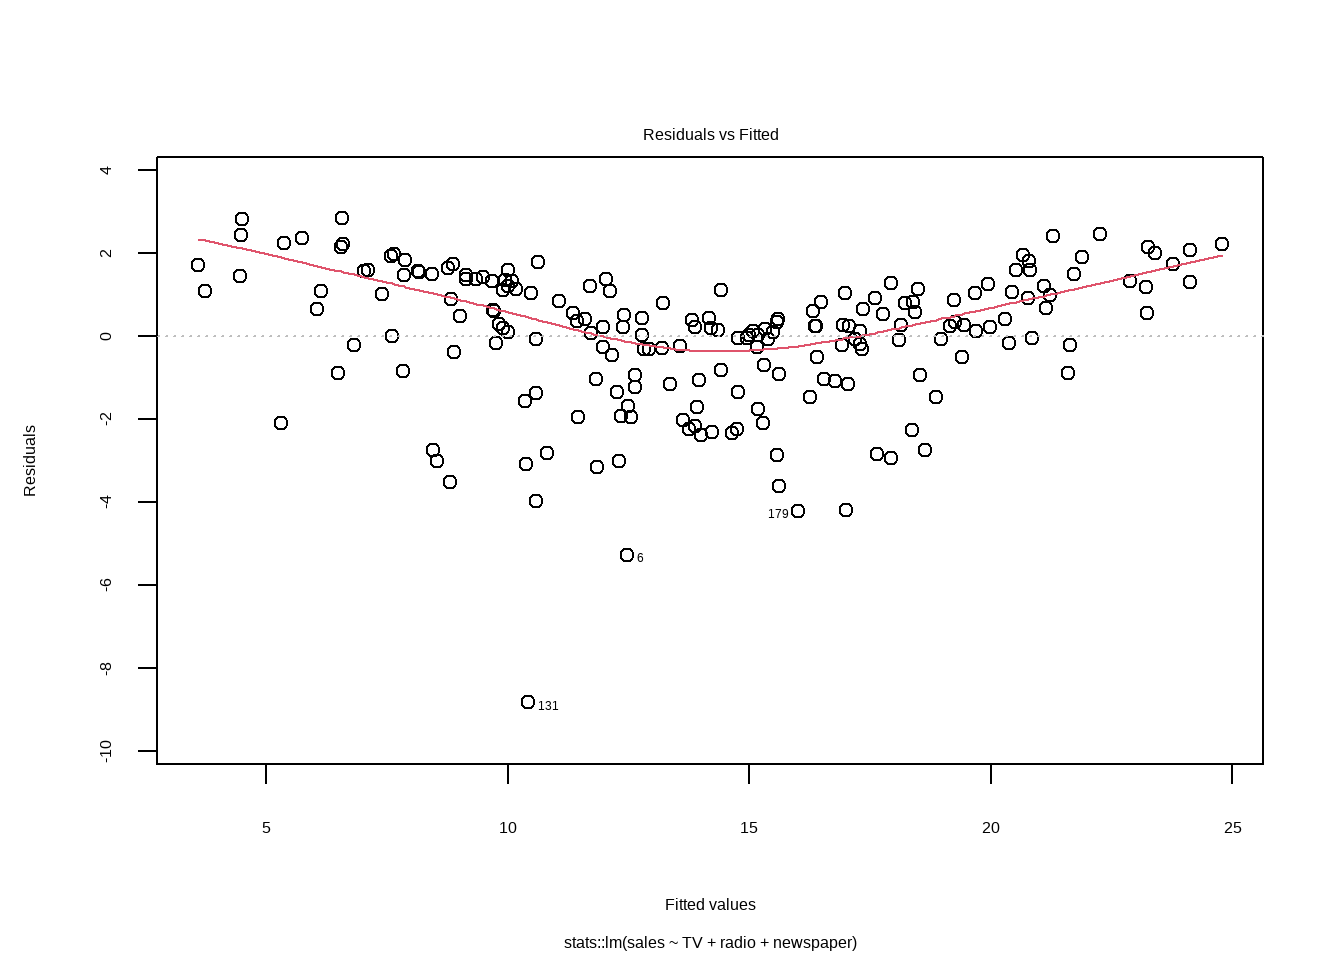 Residuals vs Fitted
4
2
0
-2
-4
-6
-8
-10
Residuals
179
6
131
5 10 15 20 25
Fitted values
stats::lm(sales ~ TV + radio + newspaper)